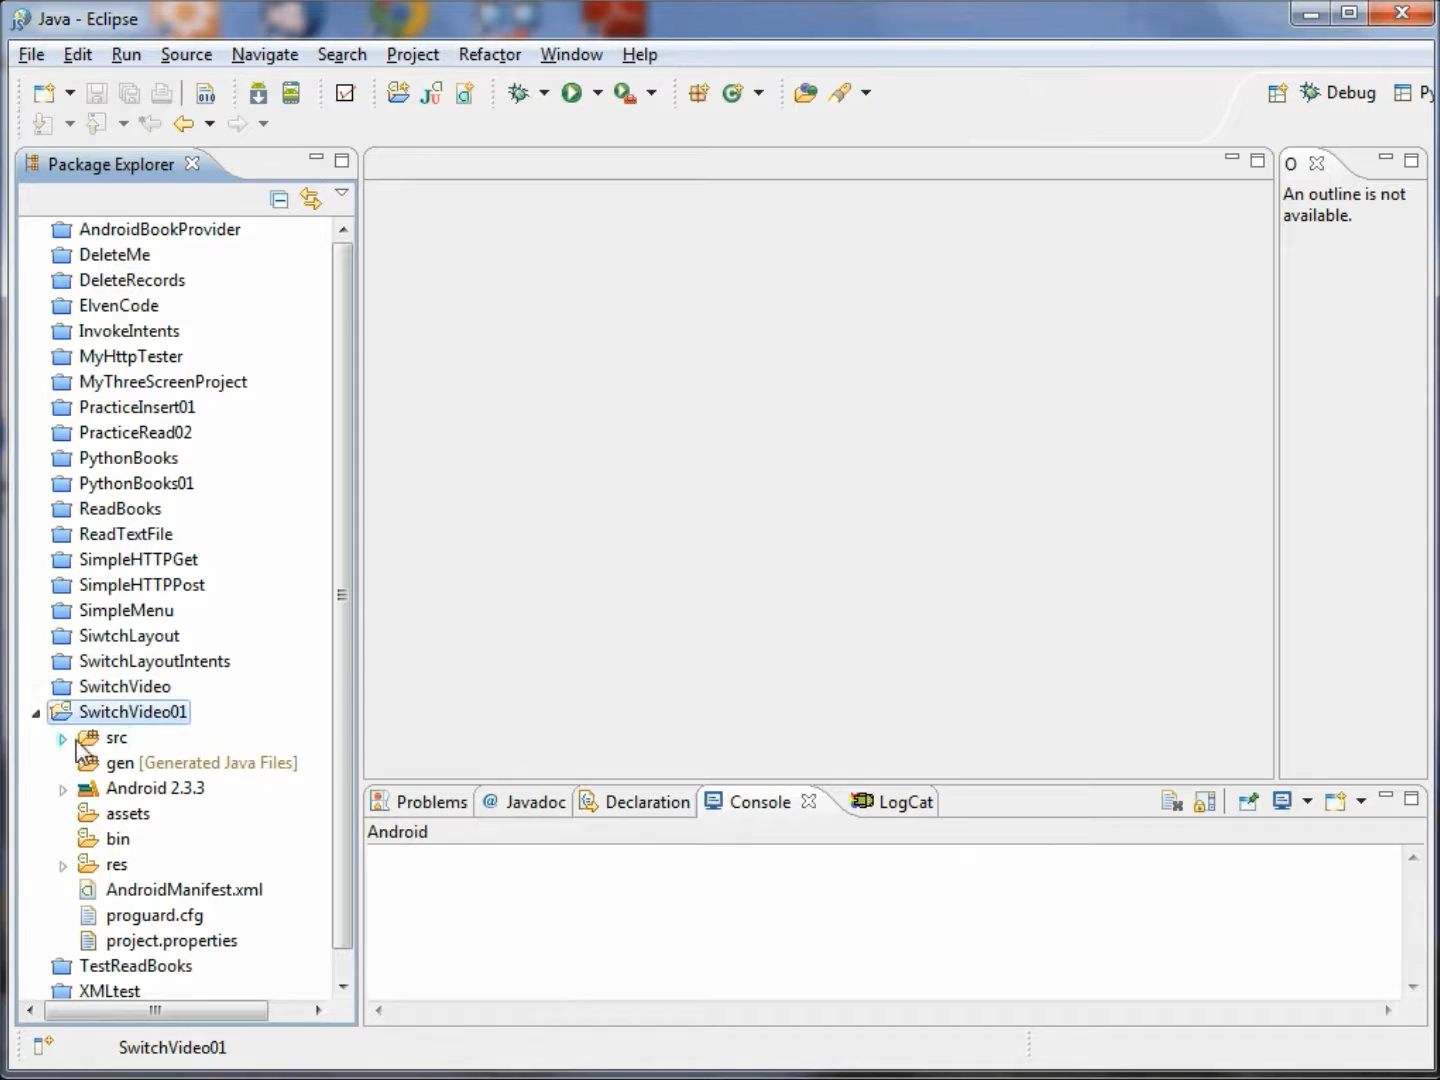 Java - Eclipse
File Edit Run Source Navigate Search Project Refactor Window Help
Debug Py
Package Explorer
AndroidBookProvider
DeleteMe
DeleteRecords
ElvenCode
InvokeIntents
MyHttpTester
MyThreeScreenProject
PracticeInsert01
PracticeRead02
PythonBooks
PythonBooks01
ReadBooks
ReadTextFile
SimpleHTTPGet
SimpleHTTPPost
SimpleMenu
SiwtchLayout
SwitchLayoutIntents
SwitchVideo
SwitchVideo01
src
gen [Generated Java Files]
Android 2.3.3
assets
bin
res
AndroidManifest.xml
proguard.cfg
project.properties
TestReadBooks
XMLtest
O
An outline is not
available.
Problems @ Javadoc Declaration Console LogCat
Android
SwitchVideo01